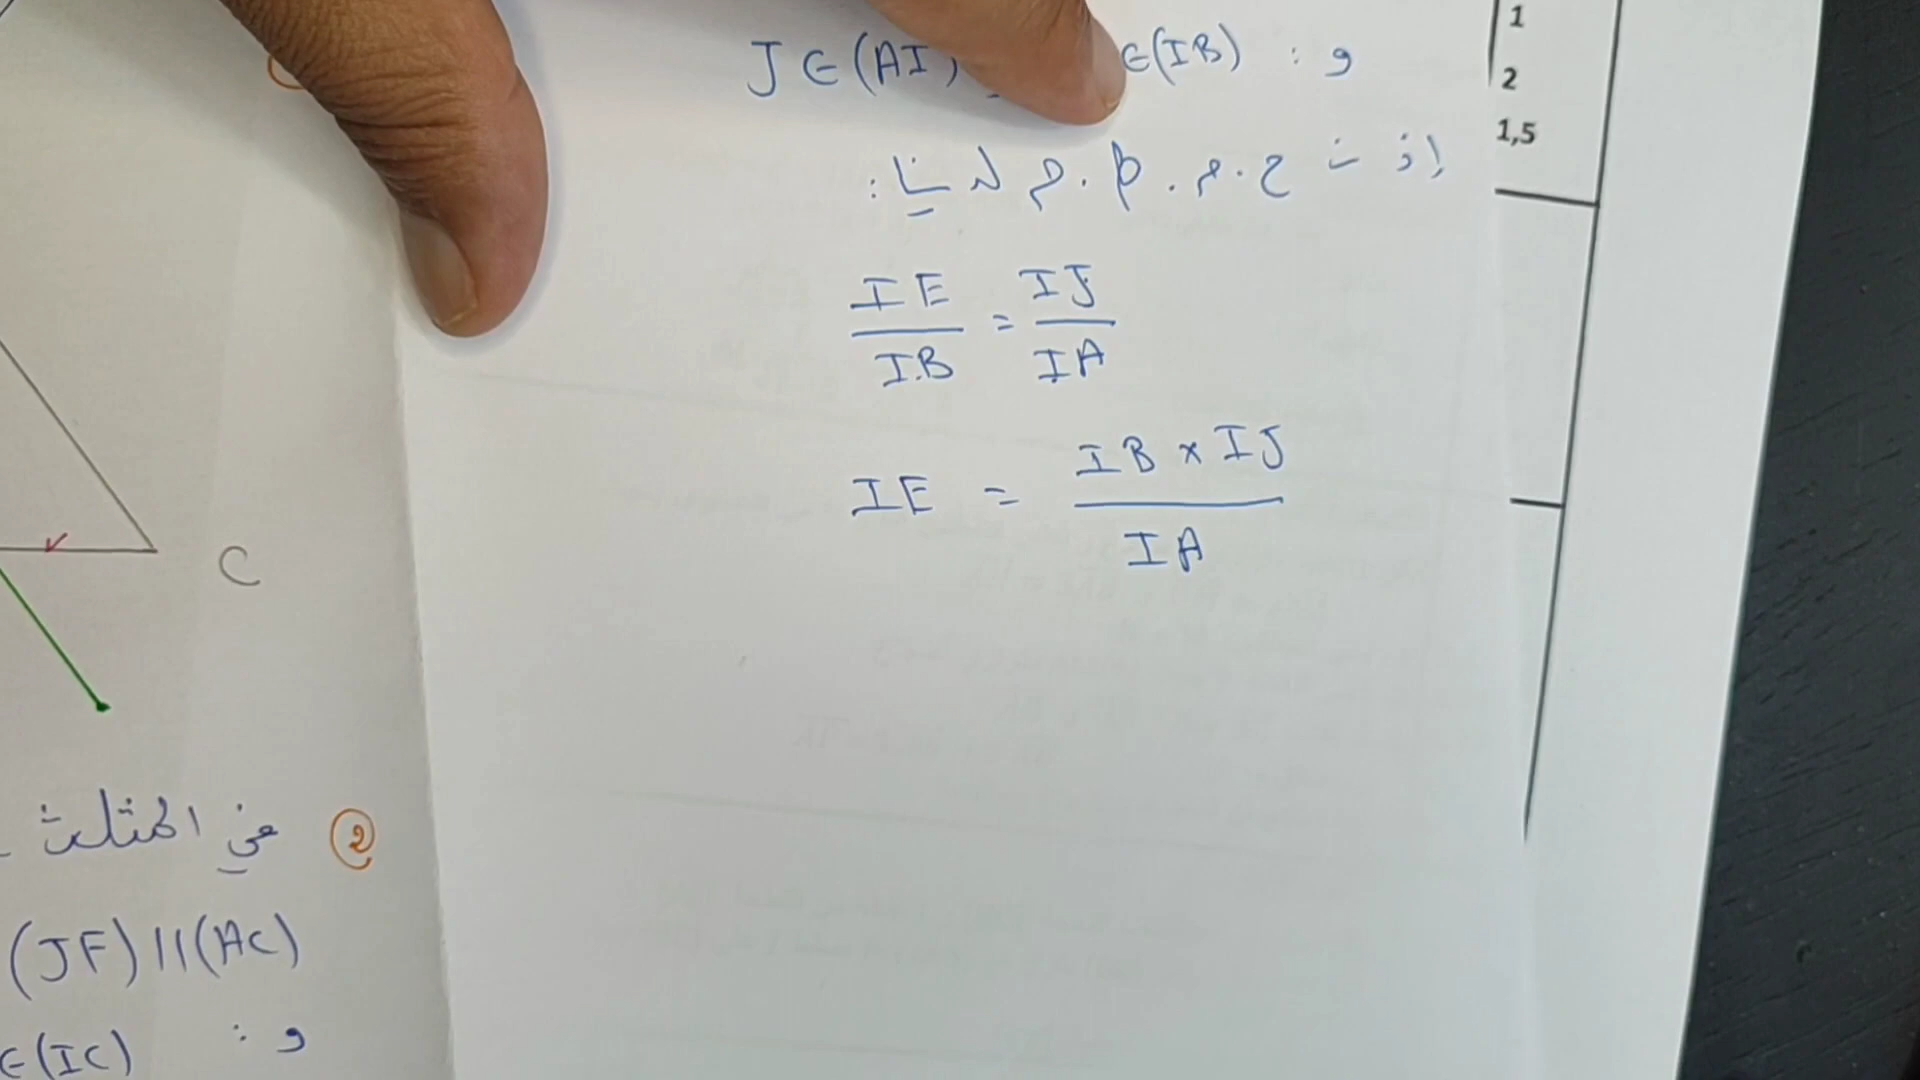 J∈(AI) ∈(IB) و :
إذن ح.م.ط.م لدينا :
IE/IB = IJ/IA
IE = IB × IJ / IA
C
② في المثلث
(JF) // (AC)
و : ∈(IC)
1
2
1,5